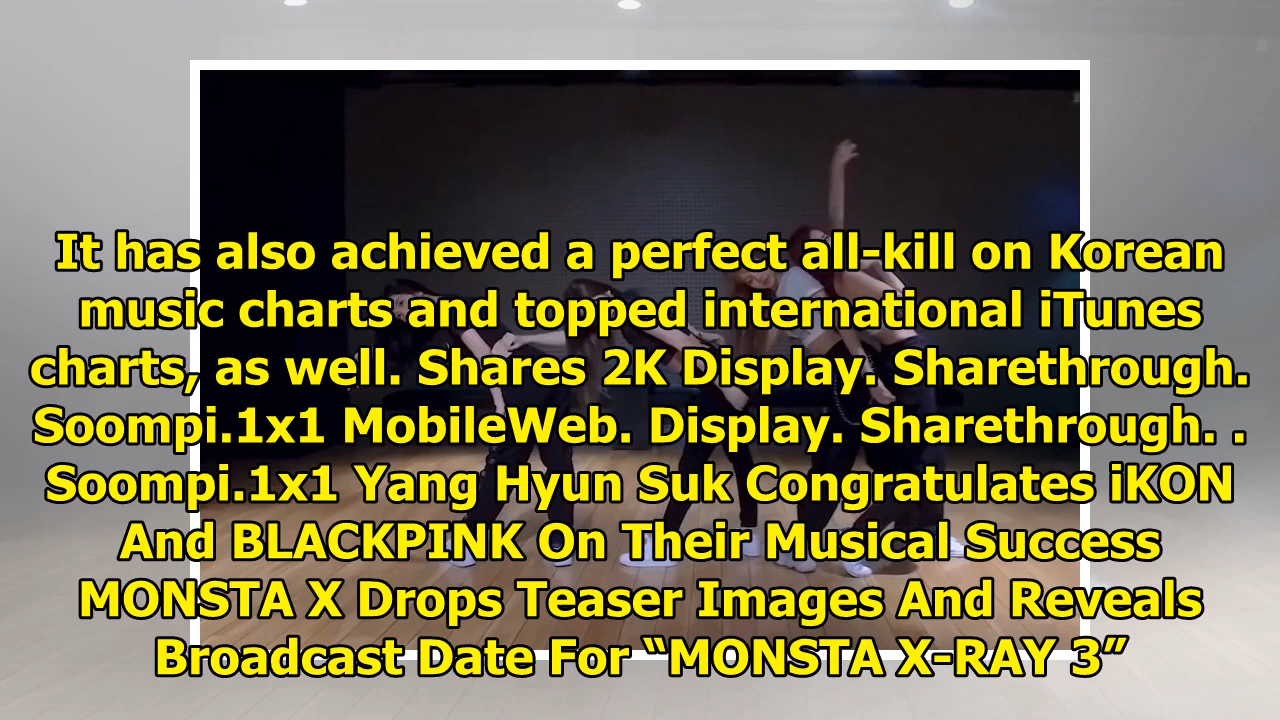 It has also achieved a perfect all-kill on Korean
music charts and topped international iTunes
charts, as well. Shares 2K Display. Sharethrough.
Soompi.1x1 MobileWeb. Display. Sharethrough. .
Soompi.1x1 Yang Hyun Suk Congratulates iKON
And BLACKPINK On Their Musical Success
MONSTA X Drops Teaser Images And Reveals
Broadcast Date For “MONSTA X-RAY 3”